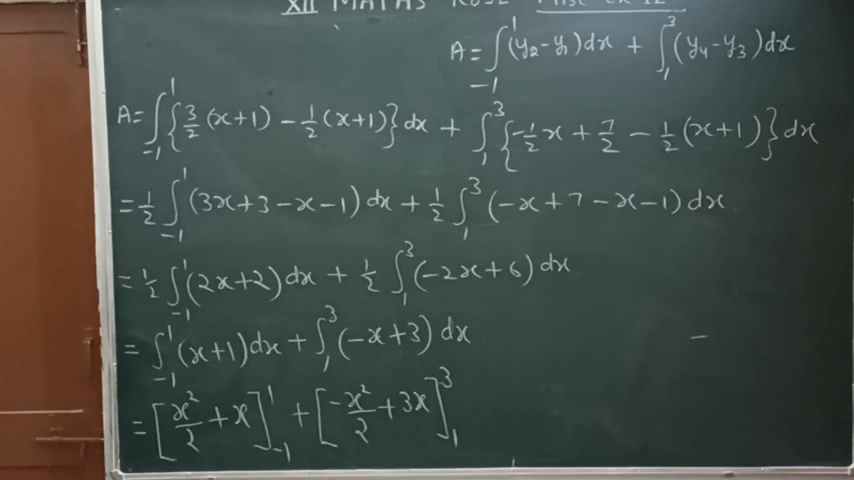 XII MATHS
A = ∫₋₁¹ (y₂ - y₁) dx + ∫₁³ (y₄ - y₃) dx
A = ∫₋₁¹ {3/2 (x+1) - 1/2 (x+1)} dx + ∫₁³ {-1/2 x + 7/2 - 1/2 (x+1)} dx
= 1/2 ∫₋₁¹ (3x+3-x-1) dx + 1/2 ∫₁³ (-x+7-x-1) dx
= 1/2 ∫₋₁¹ (2x+2) dx + 1/2 ∫₁³ (-2x+6) dx
= ∫₋₁¹ (x+1) dx + ∫₁³ (-x+3) dx
= [x²/2 + x]₋₁¹ + [-x²/2 + 3x]₁³